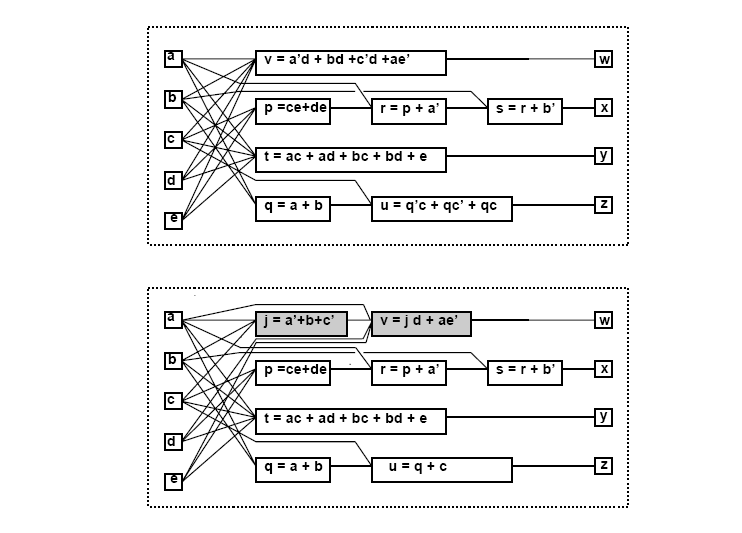 a
v = a’d + bd +c’d +ae’
w
b
p =ce+de
r = p + a’
s = r + b’
x
c
t = ac + ad + bc + bd + e
y
d
q = a + b
u = q’c + qc’ + qc
z
e
a
j = a’+b+c’
v = j d + ae’
w
b
p =ce+de
r = p + a’
s = r + b’
x
c
t = ac + ad + bc + bd + e
y
d
q = a + b
u = q + c
z
e